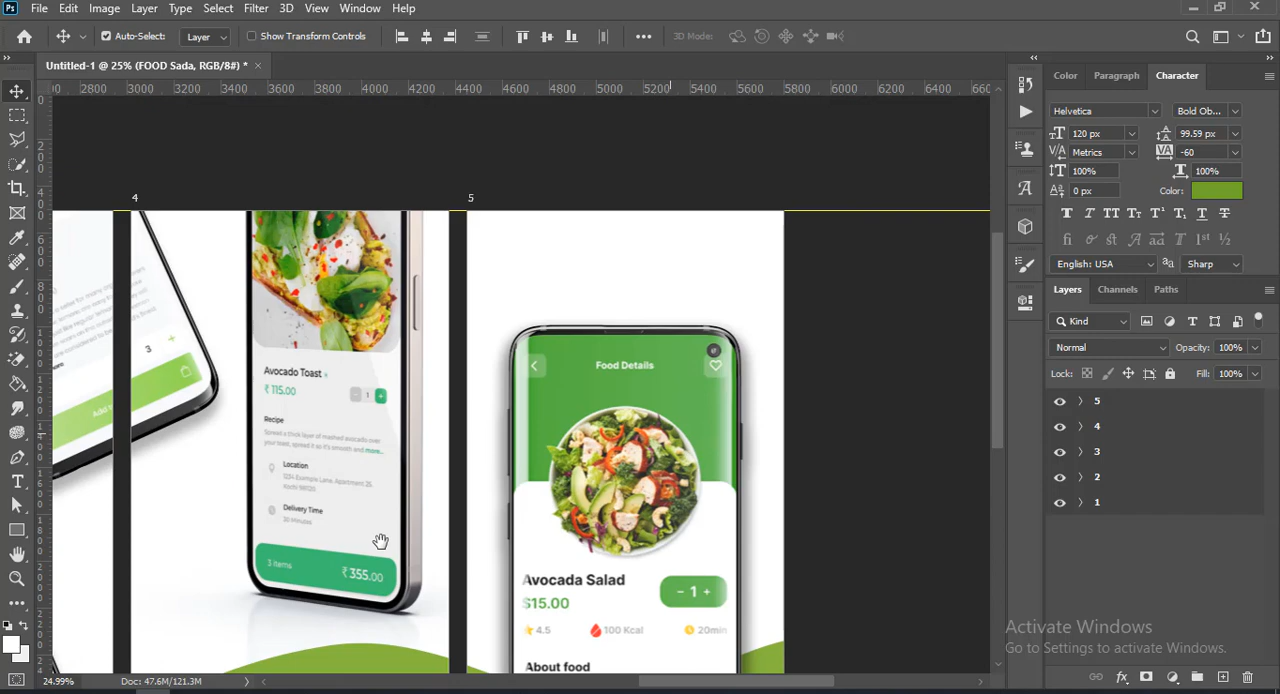 Ps File Edit Image Layer Type Select Filter 3D View Window Help
Auto-Select: Layer Show Transform Controls ••• 3D Mode:
Untitled-1 @ 25% (FOOD Sada, RGB/8#) * ×
2800 3000 3200 3400 3600 3800 4000 4200 4400 4600 4800 5000 5200 5400 5600 5800 6000 6200 6400
4
5
3
Avocado Toast
₹ 115.00
- 1 +
Recipe
Spread a thick layer of mashed avocado over
your toast, spread it so it's smooth and more...
Location
1234 Example Lane, Apartment 25,
Kochi 98120
Delivery Time
20 Minutes
3 items
₹ 355.00
Food Details
Avocada Salad
$15.00
- 1 +
4.5
100 Kcal
20min
About food
Color Paragraph Character
Helvetica Bold Ob...
120 px 99.59 px
Metrics -60
100% 100%
0 px Color:
English: USA Sharp
Layers Channels Paths
Kind
Normal Opacity: 100%
Lock: Fill: 100%
5
4
3
2
1
Activate Windows
Go to Settings to activate Windows.
24.99% Doc: 47.6M/121.3M